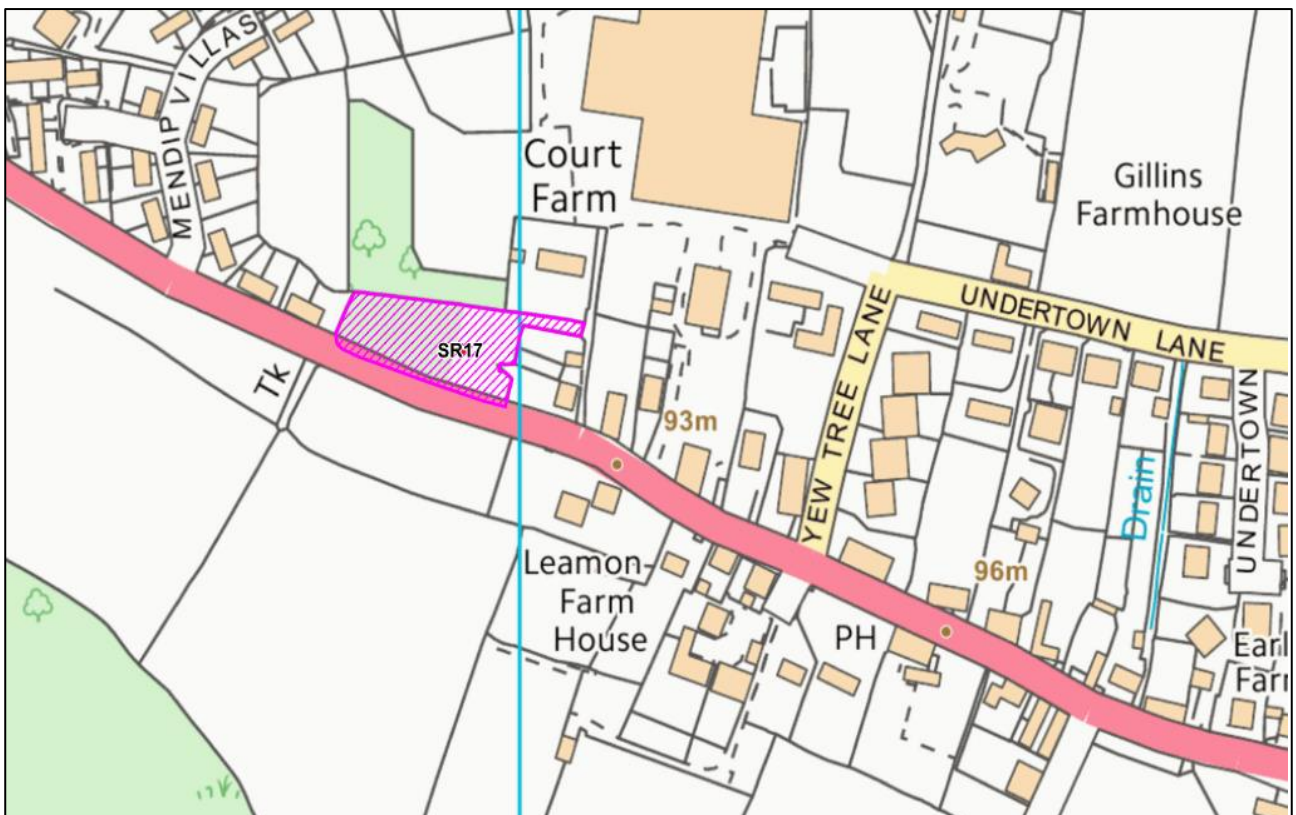 MENDIP VILLAS
Court
Farm
Gillins
Farmhouse
UNDERTOWN LANE
SR17
Tk
93m
YEW TREE LANE
Drain
UNDERTOWN
Leamon
Farm
House
96m
PH
Earl
Farr